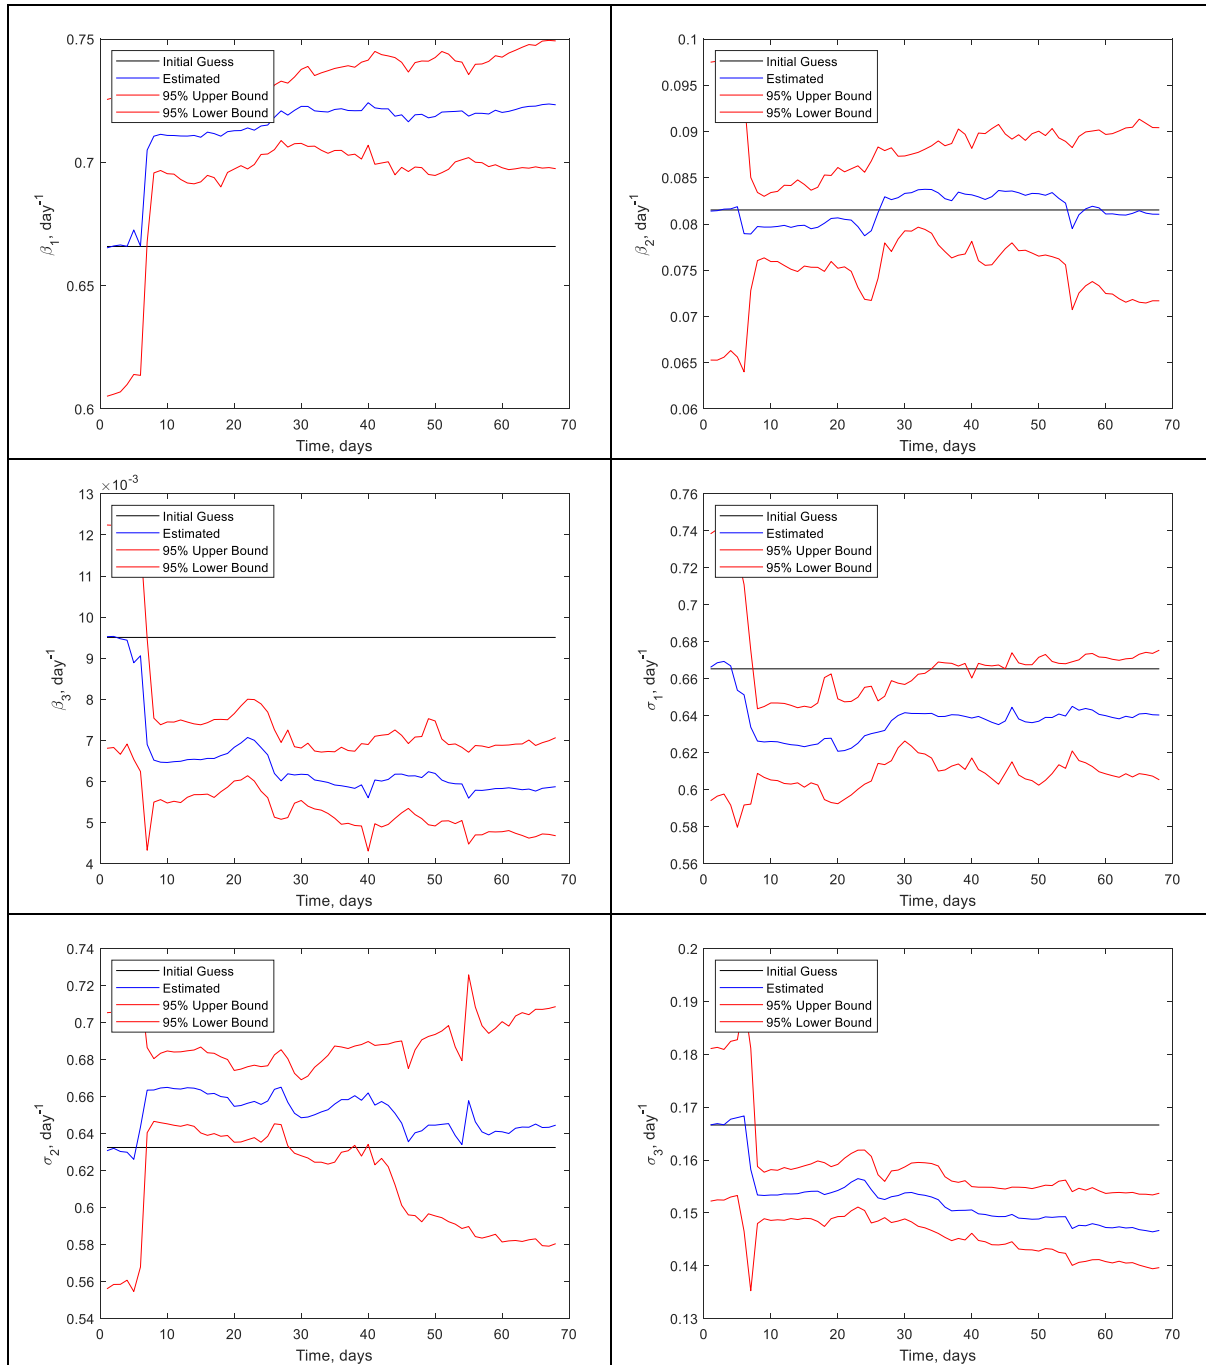 0.75
0.7
0.65
0.6
β1, day-1
Initial Guess
Estimated
95% Upper Bound
95% Lower Bound
0 10 20 30 40 50 60 70
Time, days
0.1
0.095
0.09
0.085
0.08
0.075
0.07
0.065
0.06
β2, day-1
Initial Guess
Estimated
95% Upper Bound
95% Lower Bound
0 10 20 30 40 50 60 70
Time, days
×10-3
13
12
11
10
9
8
7
6
5
4
β3, day-1
Initial Guess
Estimated
95% Upper Bound
95% Lower Bound
0 10 20 30 40 50 60 70
Time, days
0.76
0.74
0.72
0.7
0.68
0.66
0.64
0.62
0.6
0.58
0.56
σ1, day-1
Initial Guess
Estimated
95% Upper Bound
95% Lower Bound
0 10 20 30 40 50 60 70
Time, days
0.74
0.72
0.7
0.68
0.66
0.64
0.62
0.6
0.58
0.56
0.54
σ2, day-1
Initial Guess
Estimated
95% Upper Bound
95% Lower Bound
0 10 20 30 40 50 60 70
Time, days
0.2
0.19
0.18
0.17
0.16
0.15
0.14
0.13
σ3, day-1
Initial Guess
Estimated
95% Upper Bound
95% Lower Bound
0 10 20 30 40 50 60 70
Time, days